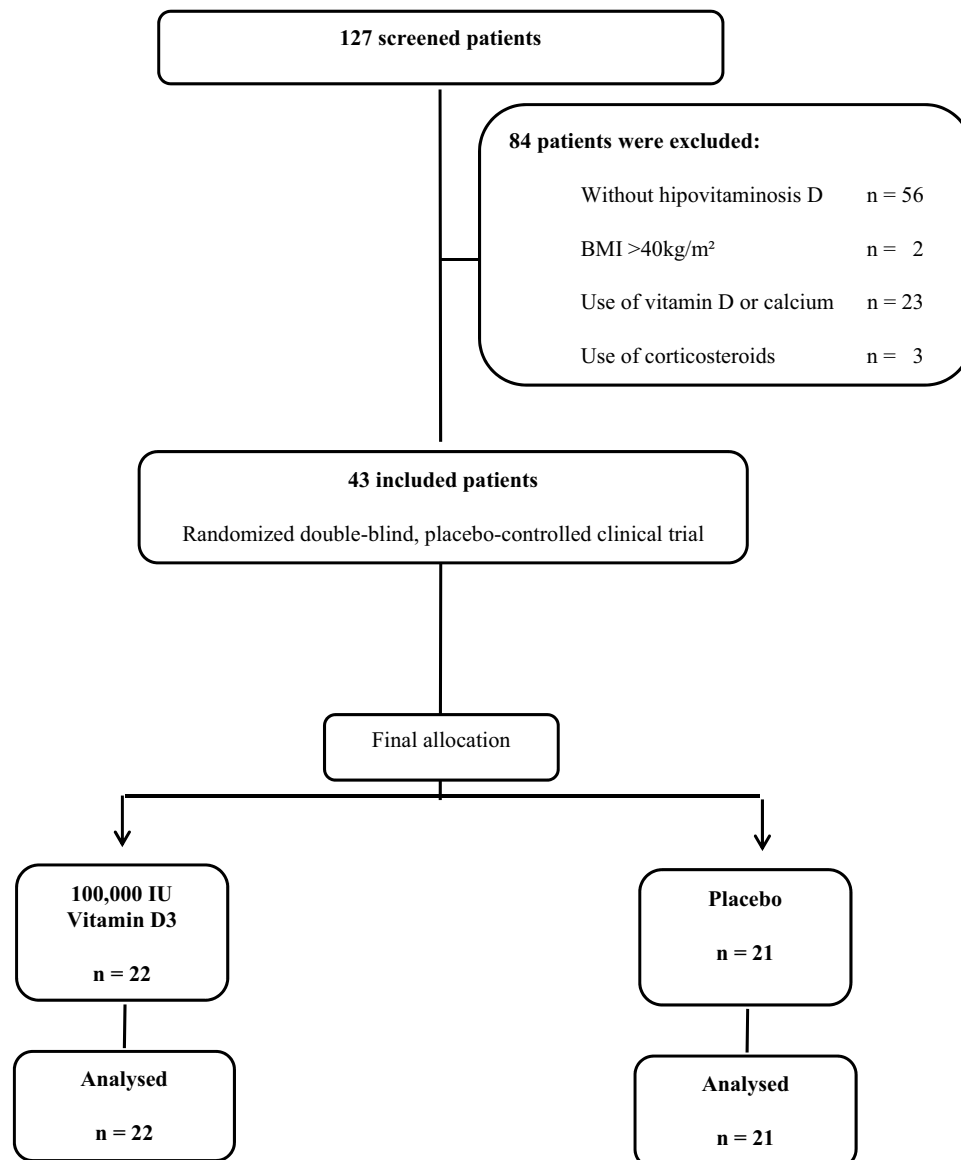 127 screened patients
84 patients were excluded:
Without hipovitaminosis D n = 56
BMI >40kg/m² n = 2
Use of vitamin D or calcium n = 23
Use of corticosteroids n = 3
43 included patients
Randomized double-blind, placebo-controlled clinical trial
Final allocation
100,000 IU
Vitamin D3
n = 22
Placebo
n = 21
Analysed
n = 22
Analysed
n = 21